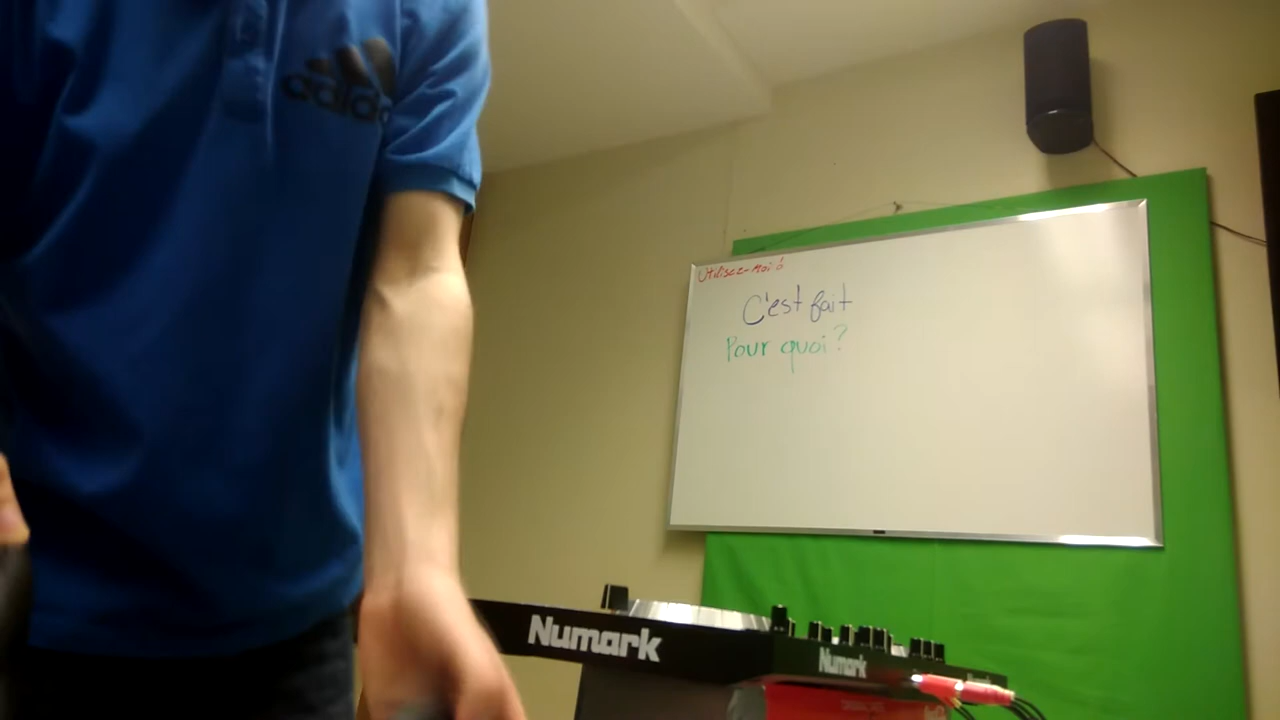 adidas
Utilisez-moi !
C'est fait
Pour quoi?
Numark
Numark